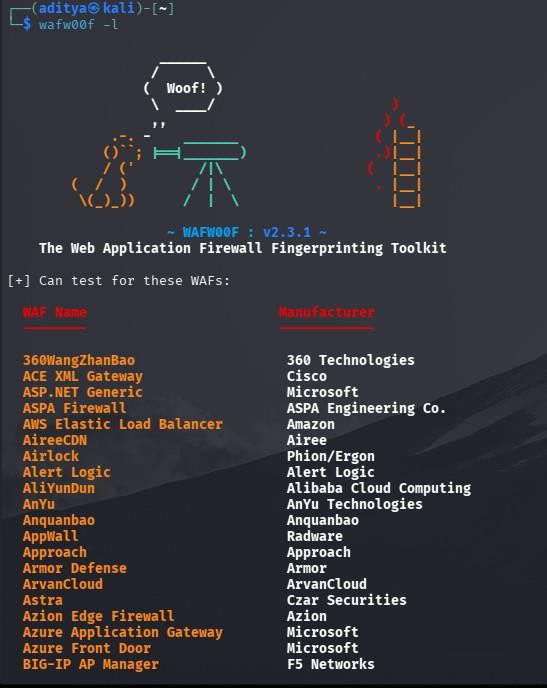 ┌──(aditya㉿kali)-[~]
└─$ wafw00f -l
Woof!
~ WAFW00F : v2.3.1 ~
The Web Application Firewall Fingerprinting Toolkit
[+] Can test for these WAFs:
WAF Name Manufacturer
360WangZhanBao 360 Technologies
ACE XML Gateway Cisco
ASP.NET Generic Microsoft
ASPA Firewall ASPA Engineering Co.
AWS Elastic Load Balancer Amazon
AireeCDN Airee
Airlock Phion/Ergon
Alert Logic Alert Logic
AliYunDun Alibaba Cloud Computing
AnYu AnYu Technologies
Anquanbao Anquanbao
AppWall Radware
Approach Approach
Armor Defense Armor
ArvanCloud ArvanCloud
Astra Czar Securities
Azion Edge Firewall Azion
Azure Application Gateway Microsoft
Azure Front Door Microsoft
BIG-IP AP Manager F5 Networks